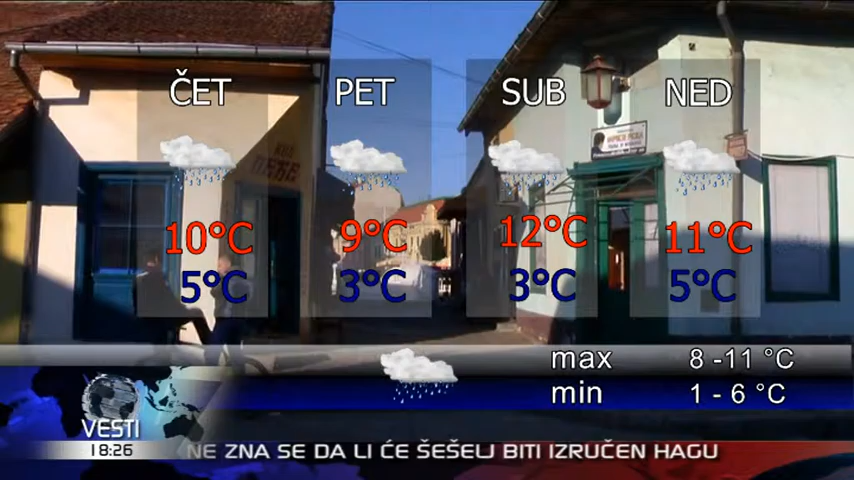 ČET PET SUB NED
10°C 9°C 12°C 11°C
5°C 3°C 3°C 5°C
max 8 -11 °C
min 1 - 6 °C
VESTI
18:26
NE ZNA SE DA LI ĆE ŠEŠELJ BITI IZRUČEN HAGU